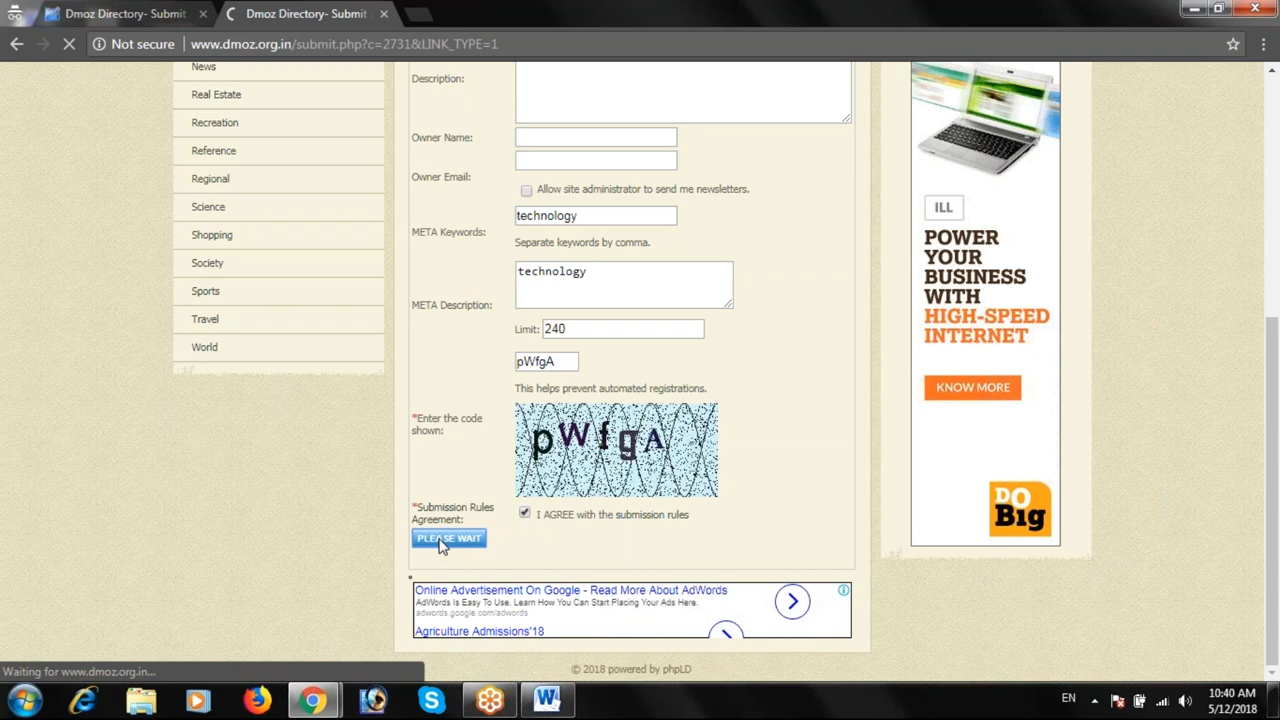 Dmoz Directory- Submit
Dmoz Directory- Submit
Not secure
www.dmoz.org.in/submit.php?c=2731&LINK_TYPE=1
News
Real Estate
Recreation
Reference
Regional
Science
Shopping
Society
Sports
Travel
World
Description:
Owner Name:
Owner Email:
Allow site administrator to send me newsletters.
META Keywords:
technology
Separate keywords by comma.
META Description:
technology
Limit: 240
pWfgA
This helps prevent automated registrations.
*Enter the code
shown:
pWfgA
*Submission Rules
Agreement:
I AGREE with the submission rules
PLEASE WAIT
Online Advertisement On Google - Read More About AdWords
AdWords Is Easy To Use. Learn How You Can Start Placing Your Ads Here.
adwords.google.com/adwords
Agriculture Admissions'18
© 2018 powered by phpLD
ILL
POWER
YOUR
BUSINESS
WITH
HIGH-SPEED
INTERNET
KNOW MORE
DO
Big
Waiting for www.dmoz.org.in...
EN
10:40 AM
5/12/2018